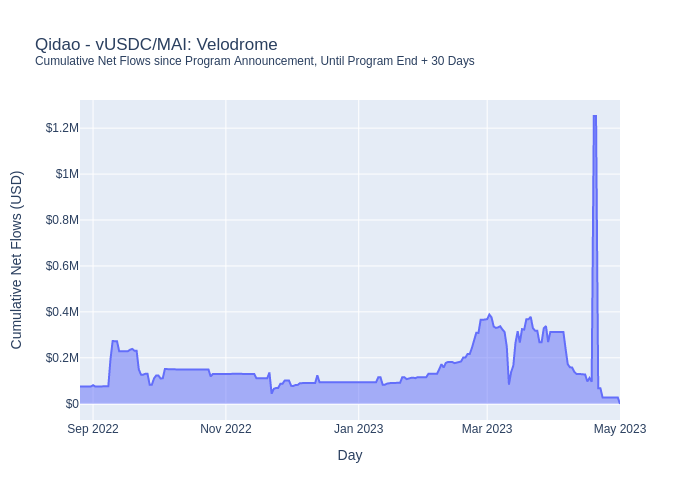 Qidao - vUSDC/MAI: Velodrome
Cumulative Net Flows since Program Announcement, Until Program End + 30 Days
Cumulative Net Flows (USD)
$1.2M
$1M
$0.8M
$0.6M
$0.4M
$0.2M
$0
Sep 2022 Nov 2022 Jan 2023 Mar 2023 May 2023
Day